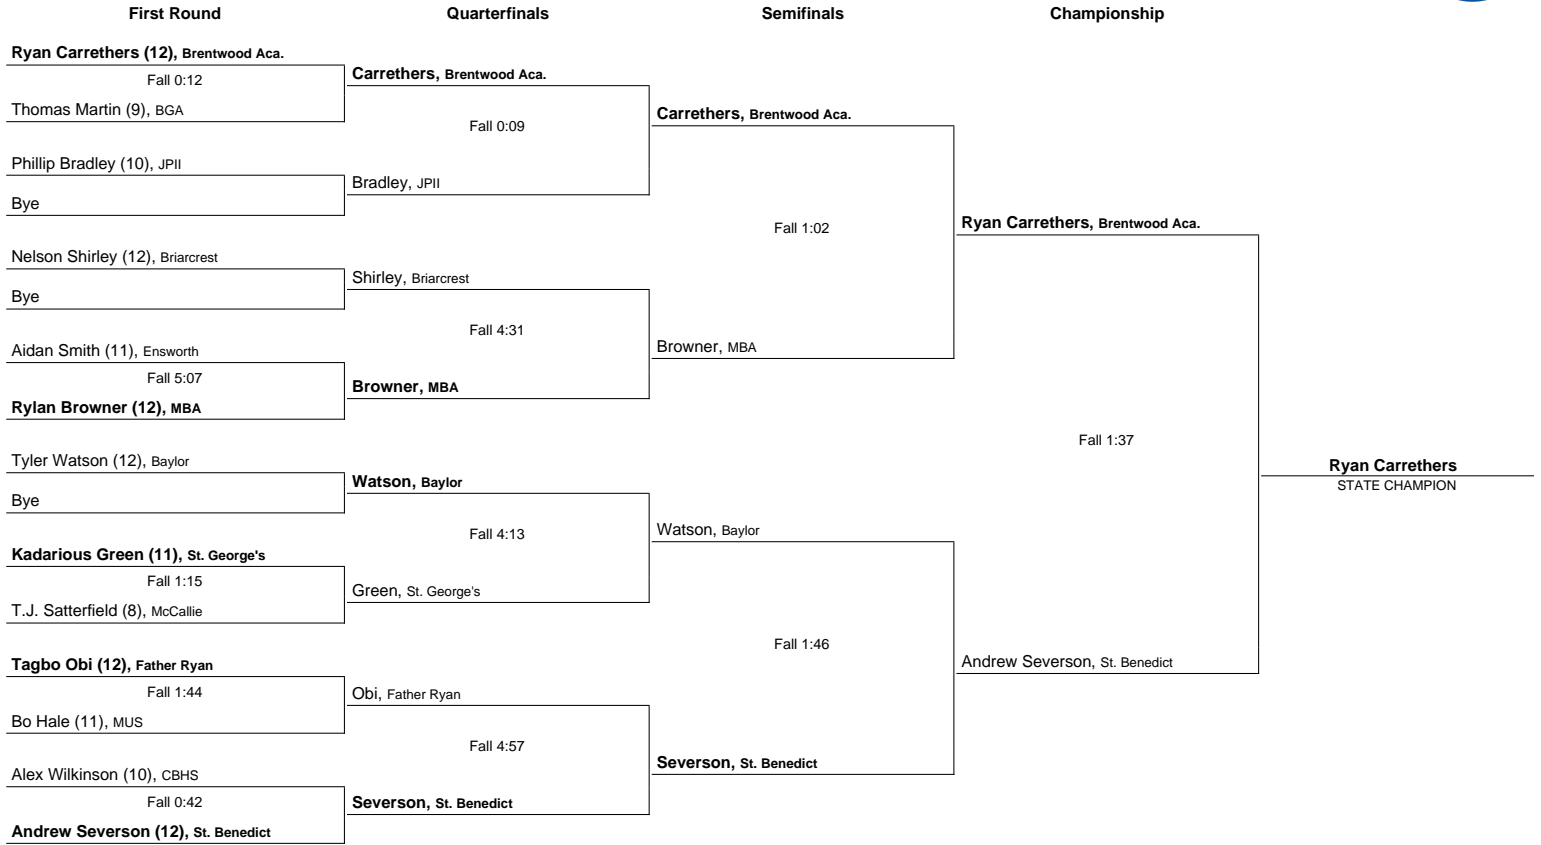 First Round Quarterfinals Semifinals Championship
Ryan Carrethers (12), Brentwood Aca.
Fall 0:12
Thomas Martin (9), BGA
Carrethers, Brentwood Aca.
Fall 0:09
Phillip Bradley (10), JPII
Bye
Bradley, JPII
Carrethers, Brentwood Aca.
Fall 1:02
Nelson Shirley (12), Briarcrest
Bye
Shirley, Briarcrest
Fall 4:31
Aidan Smith (11), Ensworth
Fall 5:07
Rylan Browner (12), MBA
Browner, MBA
Browner, MBA
Ryan Carrethers, Brentwood Aca.
Fall 1:37
Tyler Watson (12), Baylor
Bye
Watson, Baylor
Fall 4:13
Kadarious Green (11), St. George's
Fall 1:15
T.J. Satterfield (8), McCallie
Green, St. George's
Watson, Baylor
Fall 1:46
Tagbo Obi (12), Father Ryan
Fall 1:44
Bo Hale (11), MUS
Obi, Father Ryan
Fall 4:57
Alex Wilkinson (10), CBHS
Fall 0:42
Andrew Severson (12), St. Benedict
Severson, St. Benedict
Severson, St. Benedict
Andrew Severson, St. Benedict
Ryan Carrethers
STATE CHAMPION